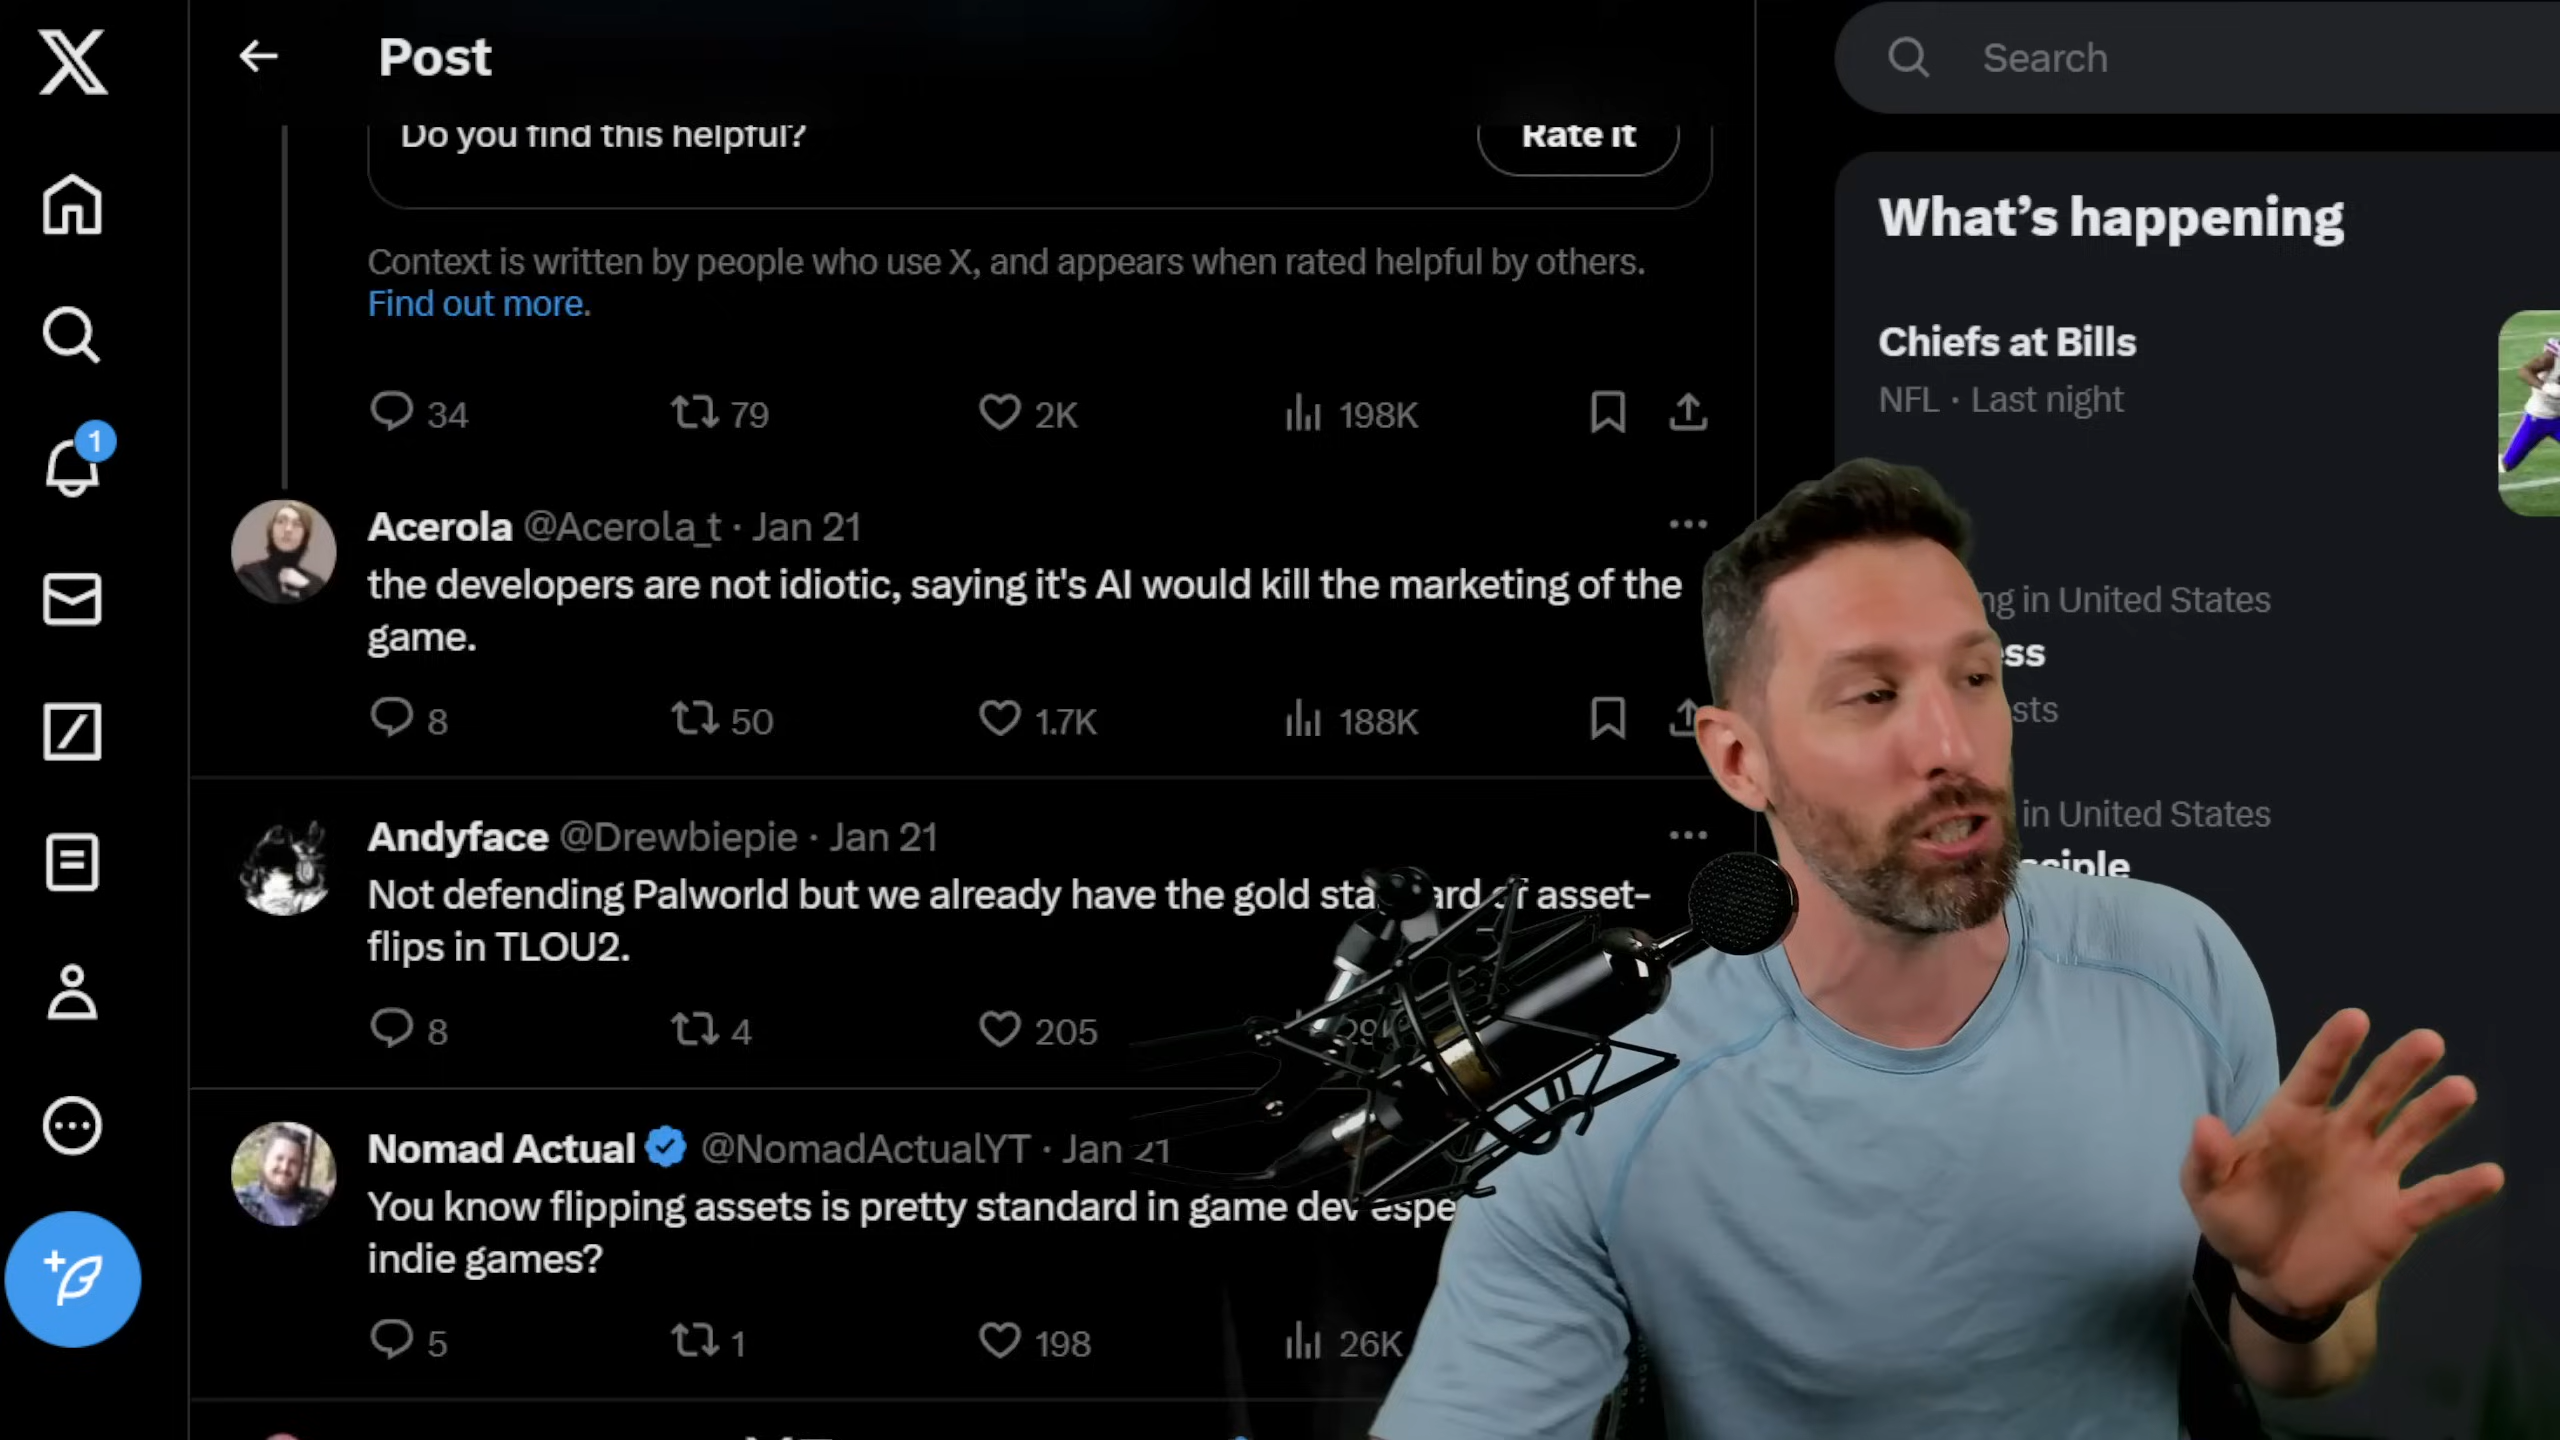 Post
Search
Do you find this helpful?
Rate it
Context is written by people who use X, and appears when rated helpful by others.
Find out more.
34 79 2K 198K
Acerola @Acerola_t · Jan 21
the developers are not idiotic, saying it's AI would kill the marketing of the
game.
8 50 1.7K 188K
Andyface @Drewbiepie · Jan 21
Not defending Palworld but we already have the gold of asset-
flips in TLOU2.
8 4 205
Nomad Actual @NomadActualYT · Jan 21
You know flipping assets is pretty standard in game dev
indie games?
5 1 198 26K
1
What's happening
Chiefs at Bills
NFL · Last night
in United States
in United States